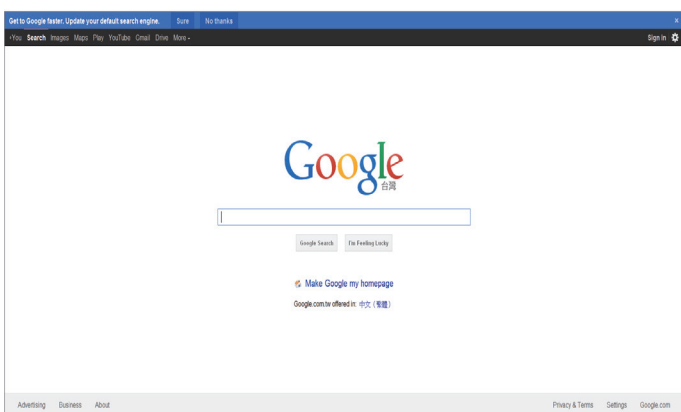 Get to Google faster. Update your default search engine. Sure No thanks ×
+You Search Images Maps Play YouTube Gmail Drive More Sign in
Google
台灣
Google Search I'm Feeling Lucky
Make Google my homepage
Google.com.tw offered in: 中文（繁體）
Advertising Business About Privacy & Terms Settings Google.com